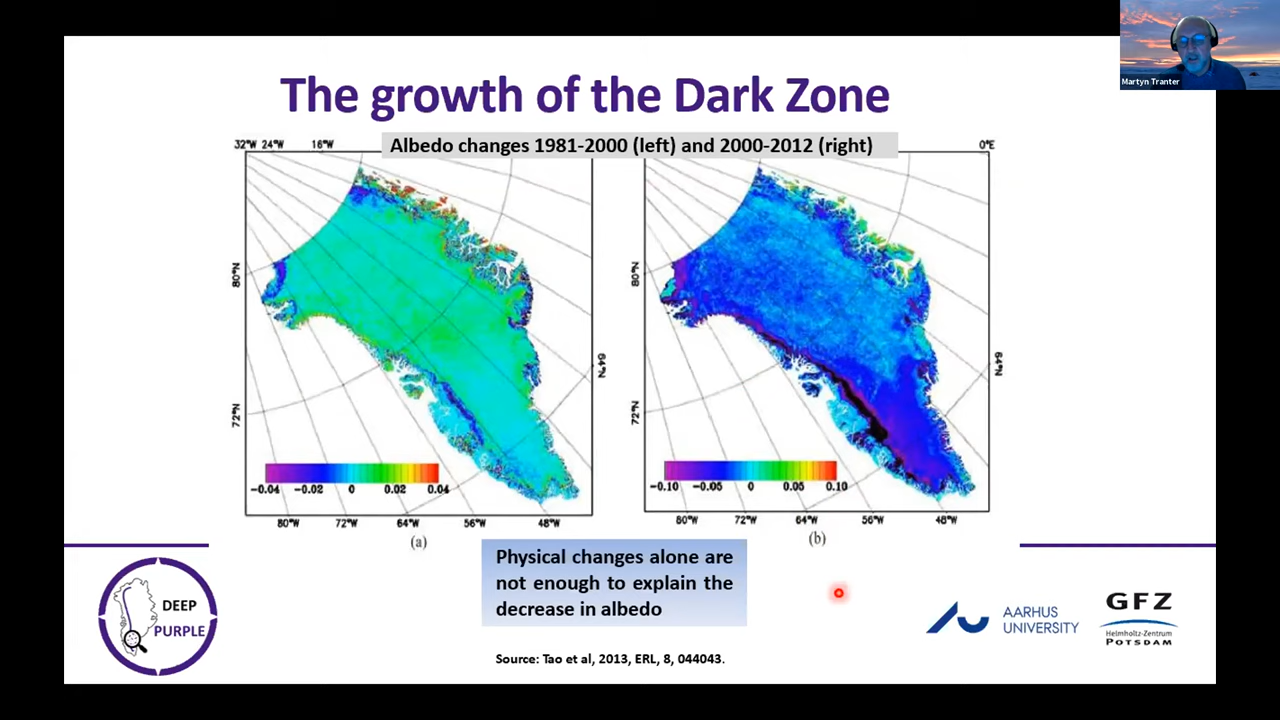 Martyn Tranter
The growth of the Dark Zone
Albedo changes 1981-2000 (left) and 2000-2012 (right)
32°W 24°W 16°W
0°E
80°N
72°N
64°N
80°N
72°N
64°N
-0.04 -0.02 0 0.02 0.04
-0.10 -0.05 0 0.05 0.10
80°W 72°W 64°W 56°W 48°W
80°W 72°W 64°W 56°W 48°W
(a)
(b)
Physical changes alone are
not enough to explain the
decrease in albedo
Source: Tao et al, 2013, ERL, 8, 044043.
DEEP
PURPLE
AARHUS
UNIVERSITY
GFZ
Helmholtz-Zentrum
POTSDAM